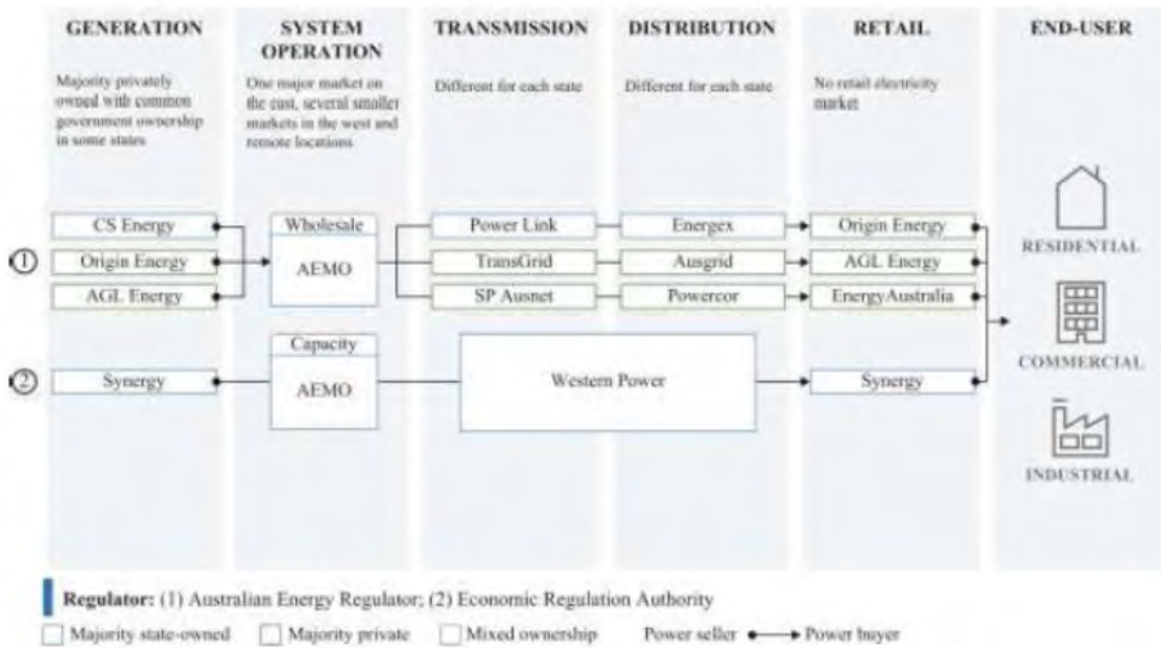 GENERATION
SYSTEM
OPERATION
TRANSMISSION
DISTRIBUTION
RETAIL
END-USER
Majority privately
owned with common
government ownership
in some states
One major market on
the east, several smaller
markets in the west and
remote locations
Different for each state
Different for each state
No retail electricity
market
CS Energy
Wholesale
Power Link
Energex
Origin Energy
1
Origin Energy
AEMO
TransGrid
Ausgrid
AGL Energy
AGL Energy
SP Ausnet
Powercor
EnergyAustralia
2
Synergy
Capacity
AEMO
Western Power
Synergy
RESIDENTIAL
COMMERCIAL
INDUSTRIAL
Regulator: (1) Australian Energy Regulator; (2) Economic Regulation Authority
Majority state-owned
Majority private
Mixed ownership
Power seller
Power buyer